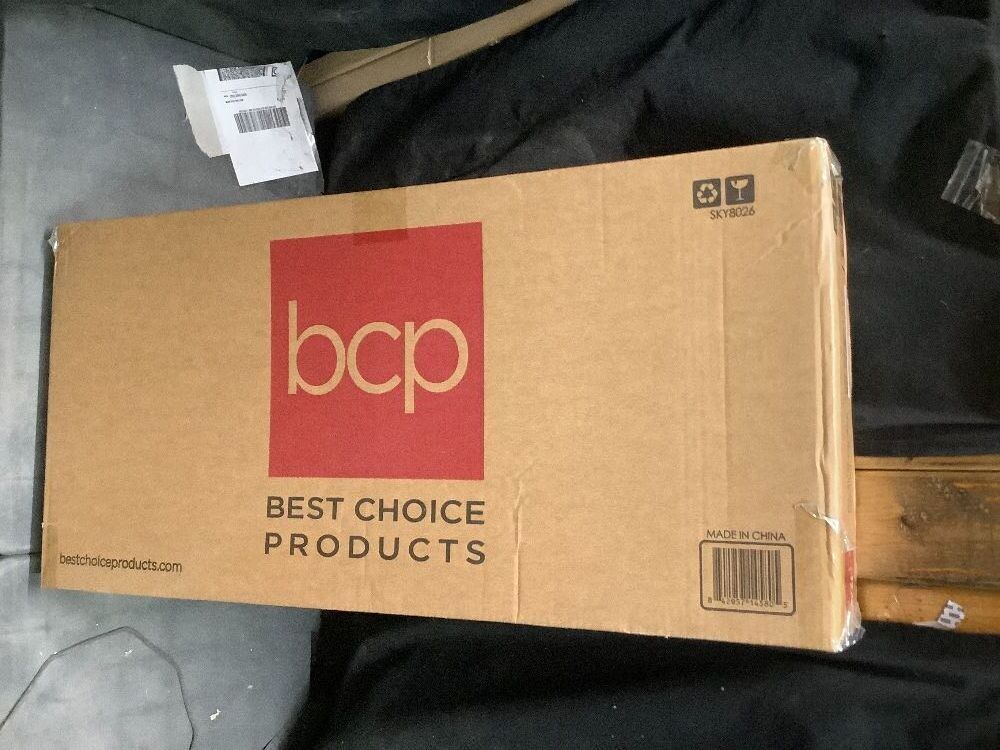 SKY8026
bcp
BEST CHOICE
PRODUCTS
bestchoiceproducts.com
MADE IN CHINA